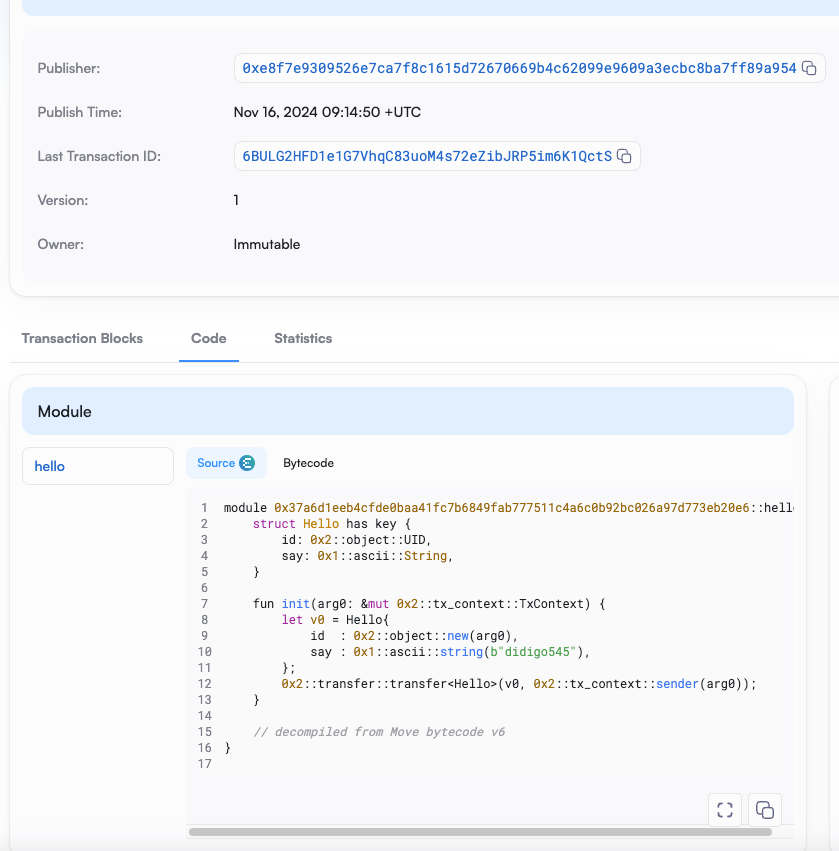 Publisher: 0xe8f7e9309526e7ca7f8c1615d72670669b4c62099e9609a3ecbc8ba7ff89a954
Publish Time: Nov 16, 2024 09:14:50 +UTC
Last Transaction ID: 6BULG2HFD1e1G7VhqC83uoM4s72eZibJRP5im6K1QctS
Version: 1
Owner: Immutable
Transaction Blocks Code Statistics
Module
hello
Source Bytecode
1 module 0x37a6d1eeb4cfde0baa41fc7b6849fab777511c4a6c0b92bc026a97d773eb20e6::hell
2     struct Hello has key {
3         id: 0x2::object::UID,
4         say: 0x1::ascii::String,
5     }
6
7     fun init(arg0: &mut 0x2::tx_context::TxContext) {
8         let v0 = Hello{
9             id  : 0x2::object::new(arg0),
10             say : 0x1::ascii::string(b"didigo545"),
11         };
12         0x2::transfer::transfer<Hello>(v0, 0x2::tx_context::sender(arg0));
13     }
14
15     // decompiled from Move bytecode v6
16 }
17